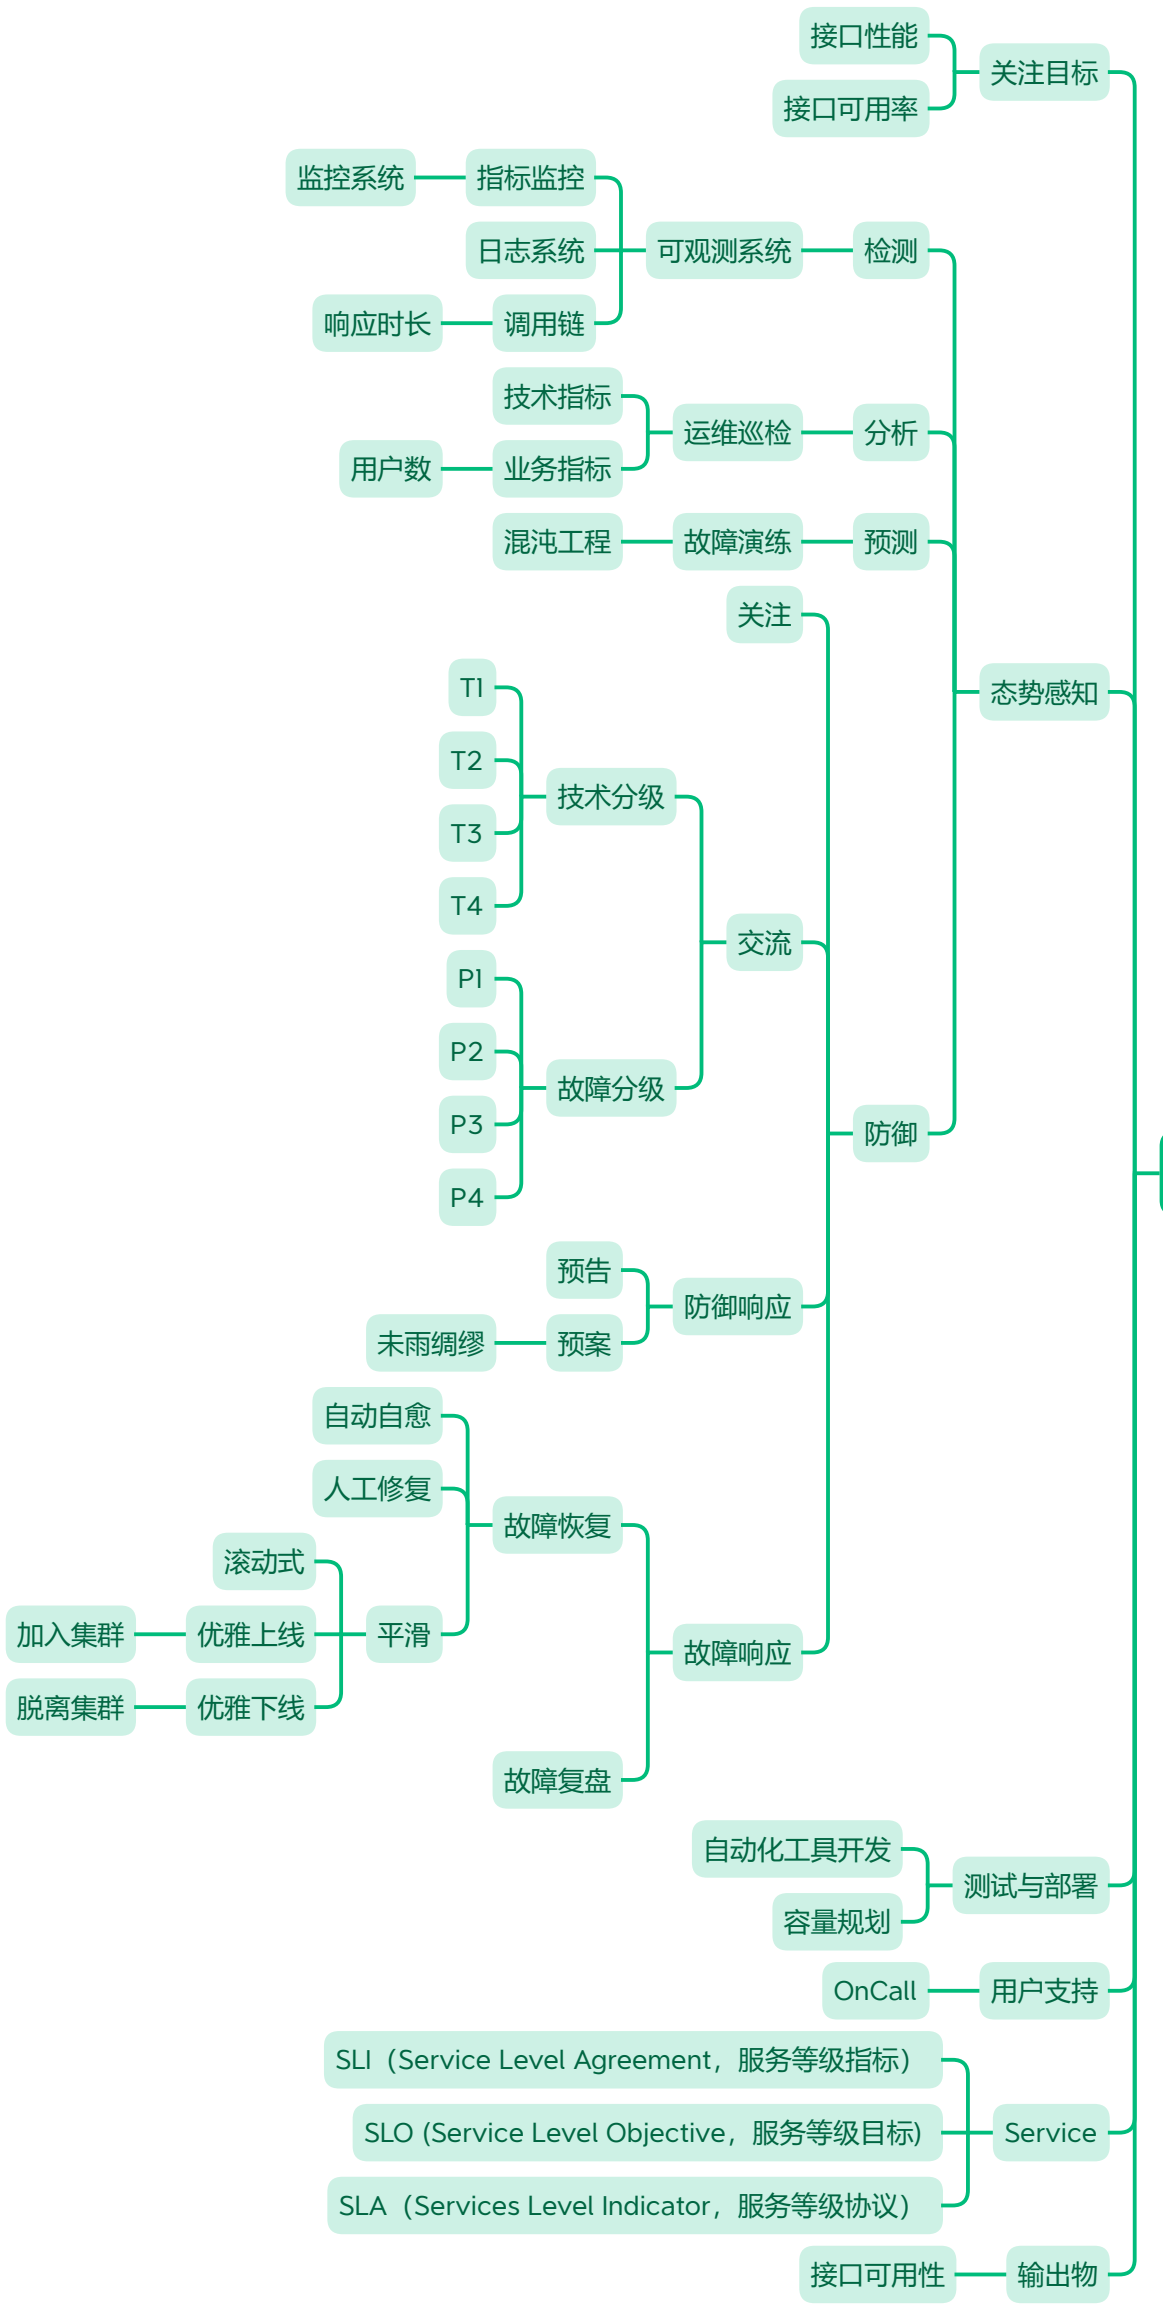 接口性能
关注目标
接口可用率
监控系统
指标监控
日志系统
可观测系统
检测
响应时长
调用链
技术指标
运维巡检
分析
用户数
业务指标
混沌工程
故障演练
预测
关注
T1
态势感知
T2
技术分级
T3
T4
交流
P1
P2
故障分级
P3
防御
P4
预告
防御响应
未雨绸缪
预案
自动自愈
人工修复
故障恢复
滚动式
加入集群
优雅上线
平滑
故障响应
脱离集群
优雅下线
故障复盘
自动化工具开发
测试与部署
容量规划
OnCall
用户支持
SLI（Service Level Agreement，服务等级指标）
SLO (Service Level Objective，服务等级目标)
Service
SLA（Services Level Indicator，服务等级协议）
接口可用性
输出物